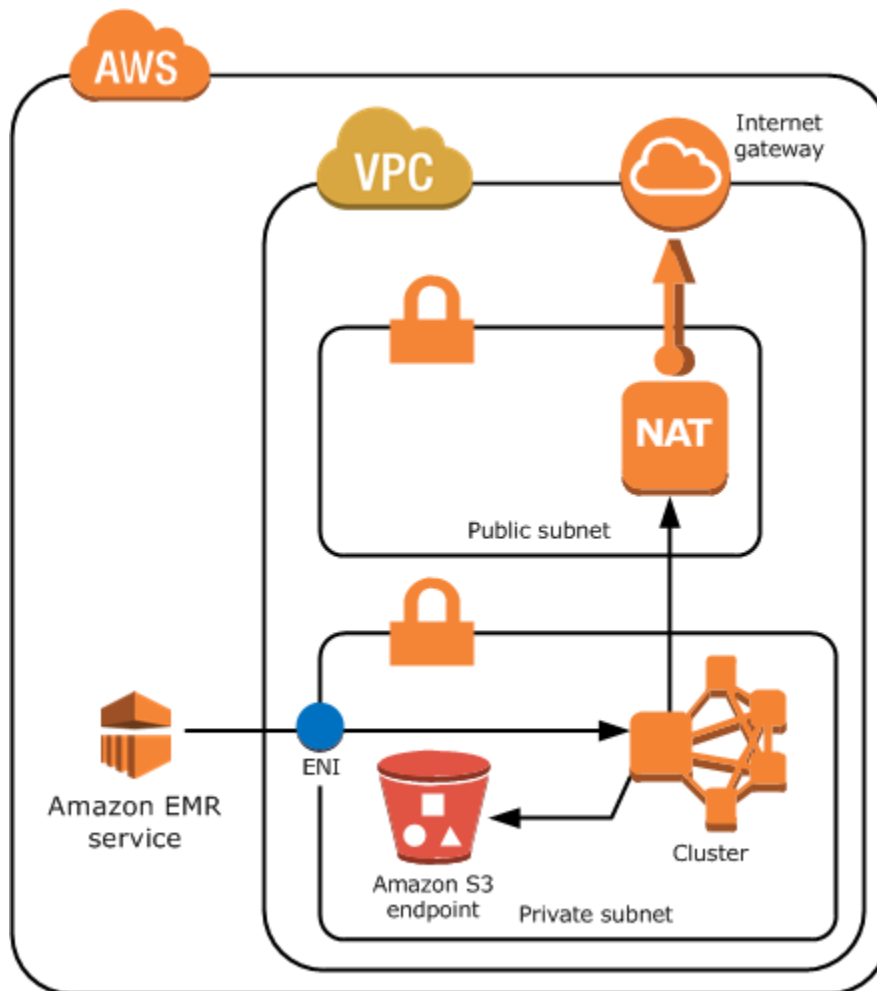 AWS
Internet
gateway
VPC
NAT
Public subnet
ENI
Amazon EMR
service
Cluster
Amazon S3
endpoint
Private subnet